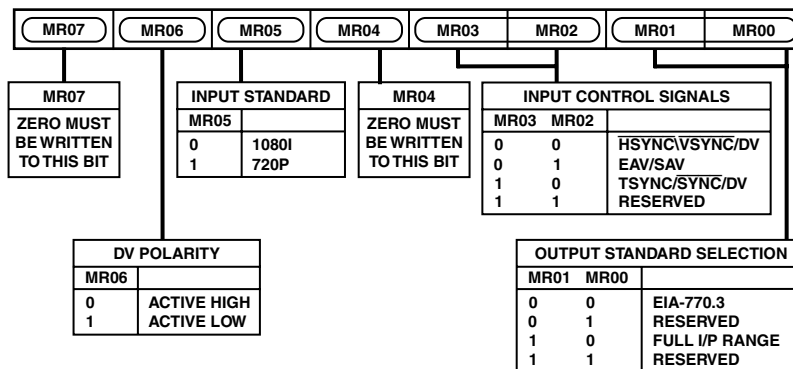 MR07 MR06 MR05 MR04 MR03 MR02 MR01 MR00
MR07
ZERO MUST
BE WRITTEN
TO THIS BIT
INPUT STANDARD
MR05
0 1080I
1 720P
MR04
ZERO MUST
BE WRITTEN
TO THIS BIT
INPUT CONTROL SIGNALS
MR03 MR02
0 0 HSYNC\VSYNC/DV
0 1 EAV/SAV
1 0 TSYNC/SYNC/DV
1 1 RESERVED
DV POLARITY
MR06
0 ACTIVE HIGH
1 ACTIVE LOW
OUTPUT STANDARD SELECTION
MR01 MR00
0 0 EIA-770.3
0 1 RESERVED
1 0 FULL I/P RANGE
1 1 RESERVED